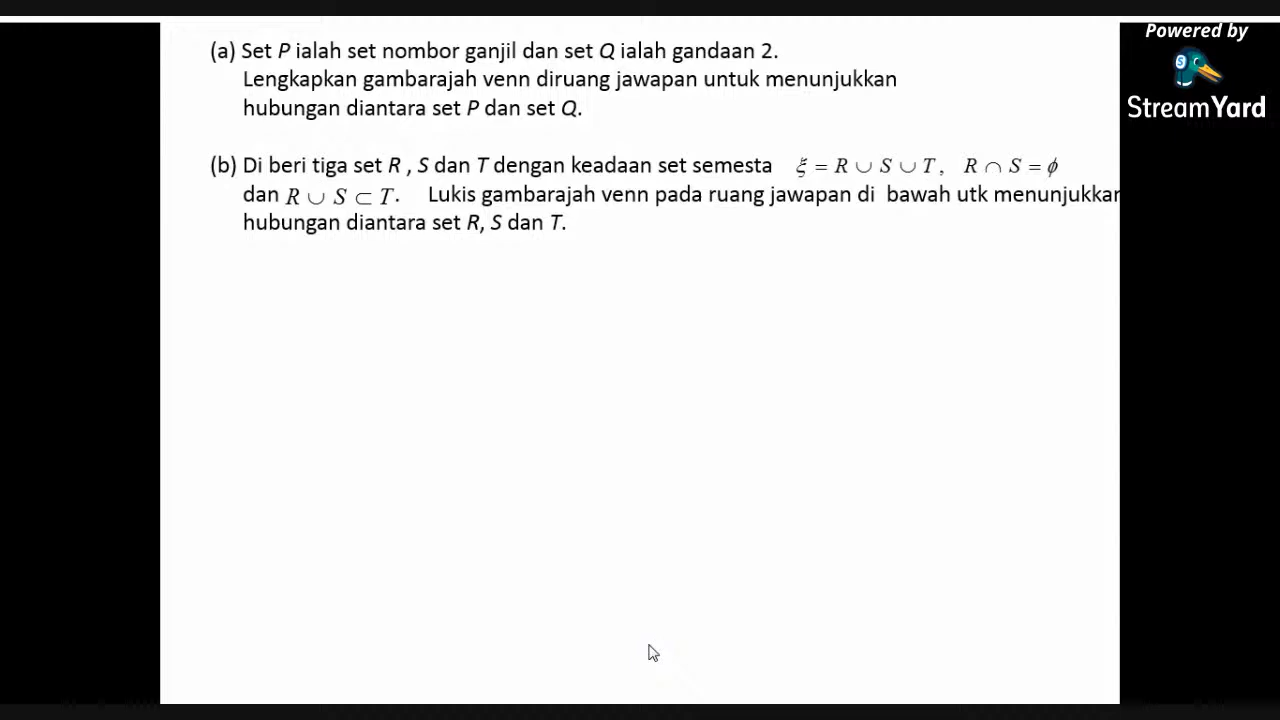 (a) Set P ialah set nombor ganjil dan set Q ialah gandaan 2.
Lengkapkan gambarajah venn diruang jawapan untuk menunjukkan
hubungan diantara set P dan set Q.
(b) Di beri tiga set R , S dan T dengan keadaan set semesta ξ = R ∪ S ∪ T, R ∩ S = ϕ
dan R ∪ S ⊂ T. Lukis gambarajah venn pada ruang jawapan di bawah utk menunjukkan
hubungan diantara set R, S dan T.
Powered by
StreamYard